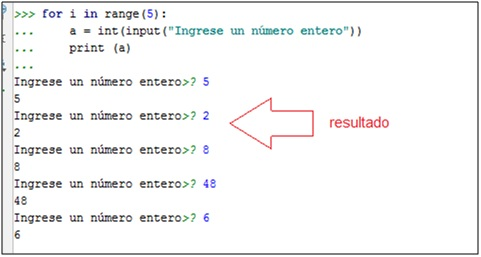 >>> for i in range(5):
...     a = int(input("Ingrese un número entero"))
...     print (a)
...
Ingrese un número entero>? 5
5
Ingrese un número entero>? 2
2
resultado
Ingrese un número entero>? 8
8
Ingrese un número entero>? 48
48
Ingrese un número entero>? 6
6